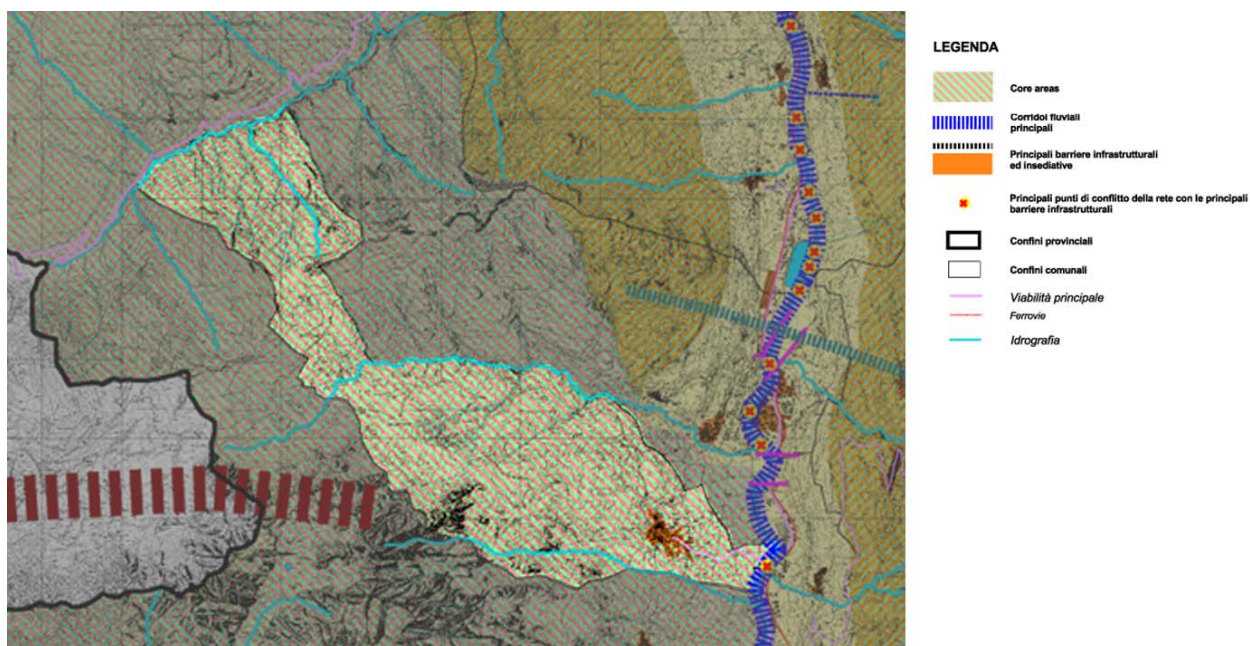 LEGENDA
Core areas
Corridoi fluviali
principali
Principali barriere infrastrutturali
ed insediative
Principali punti di conflitto della rete con le principali
barriere infrastrutturali
Confini provinciali
Confini comunali
Viabilità principale
Ferrovie
Idrografia